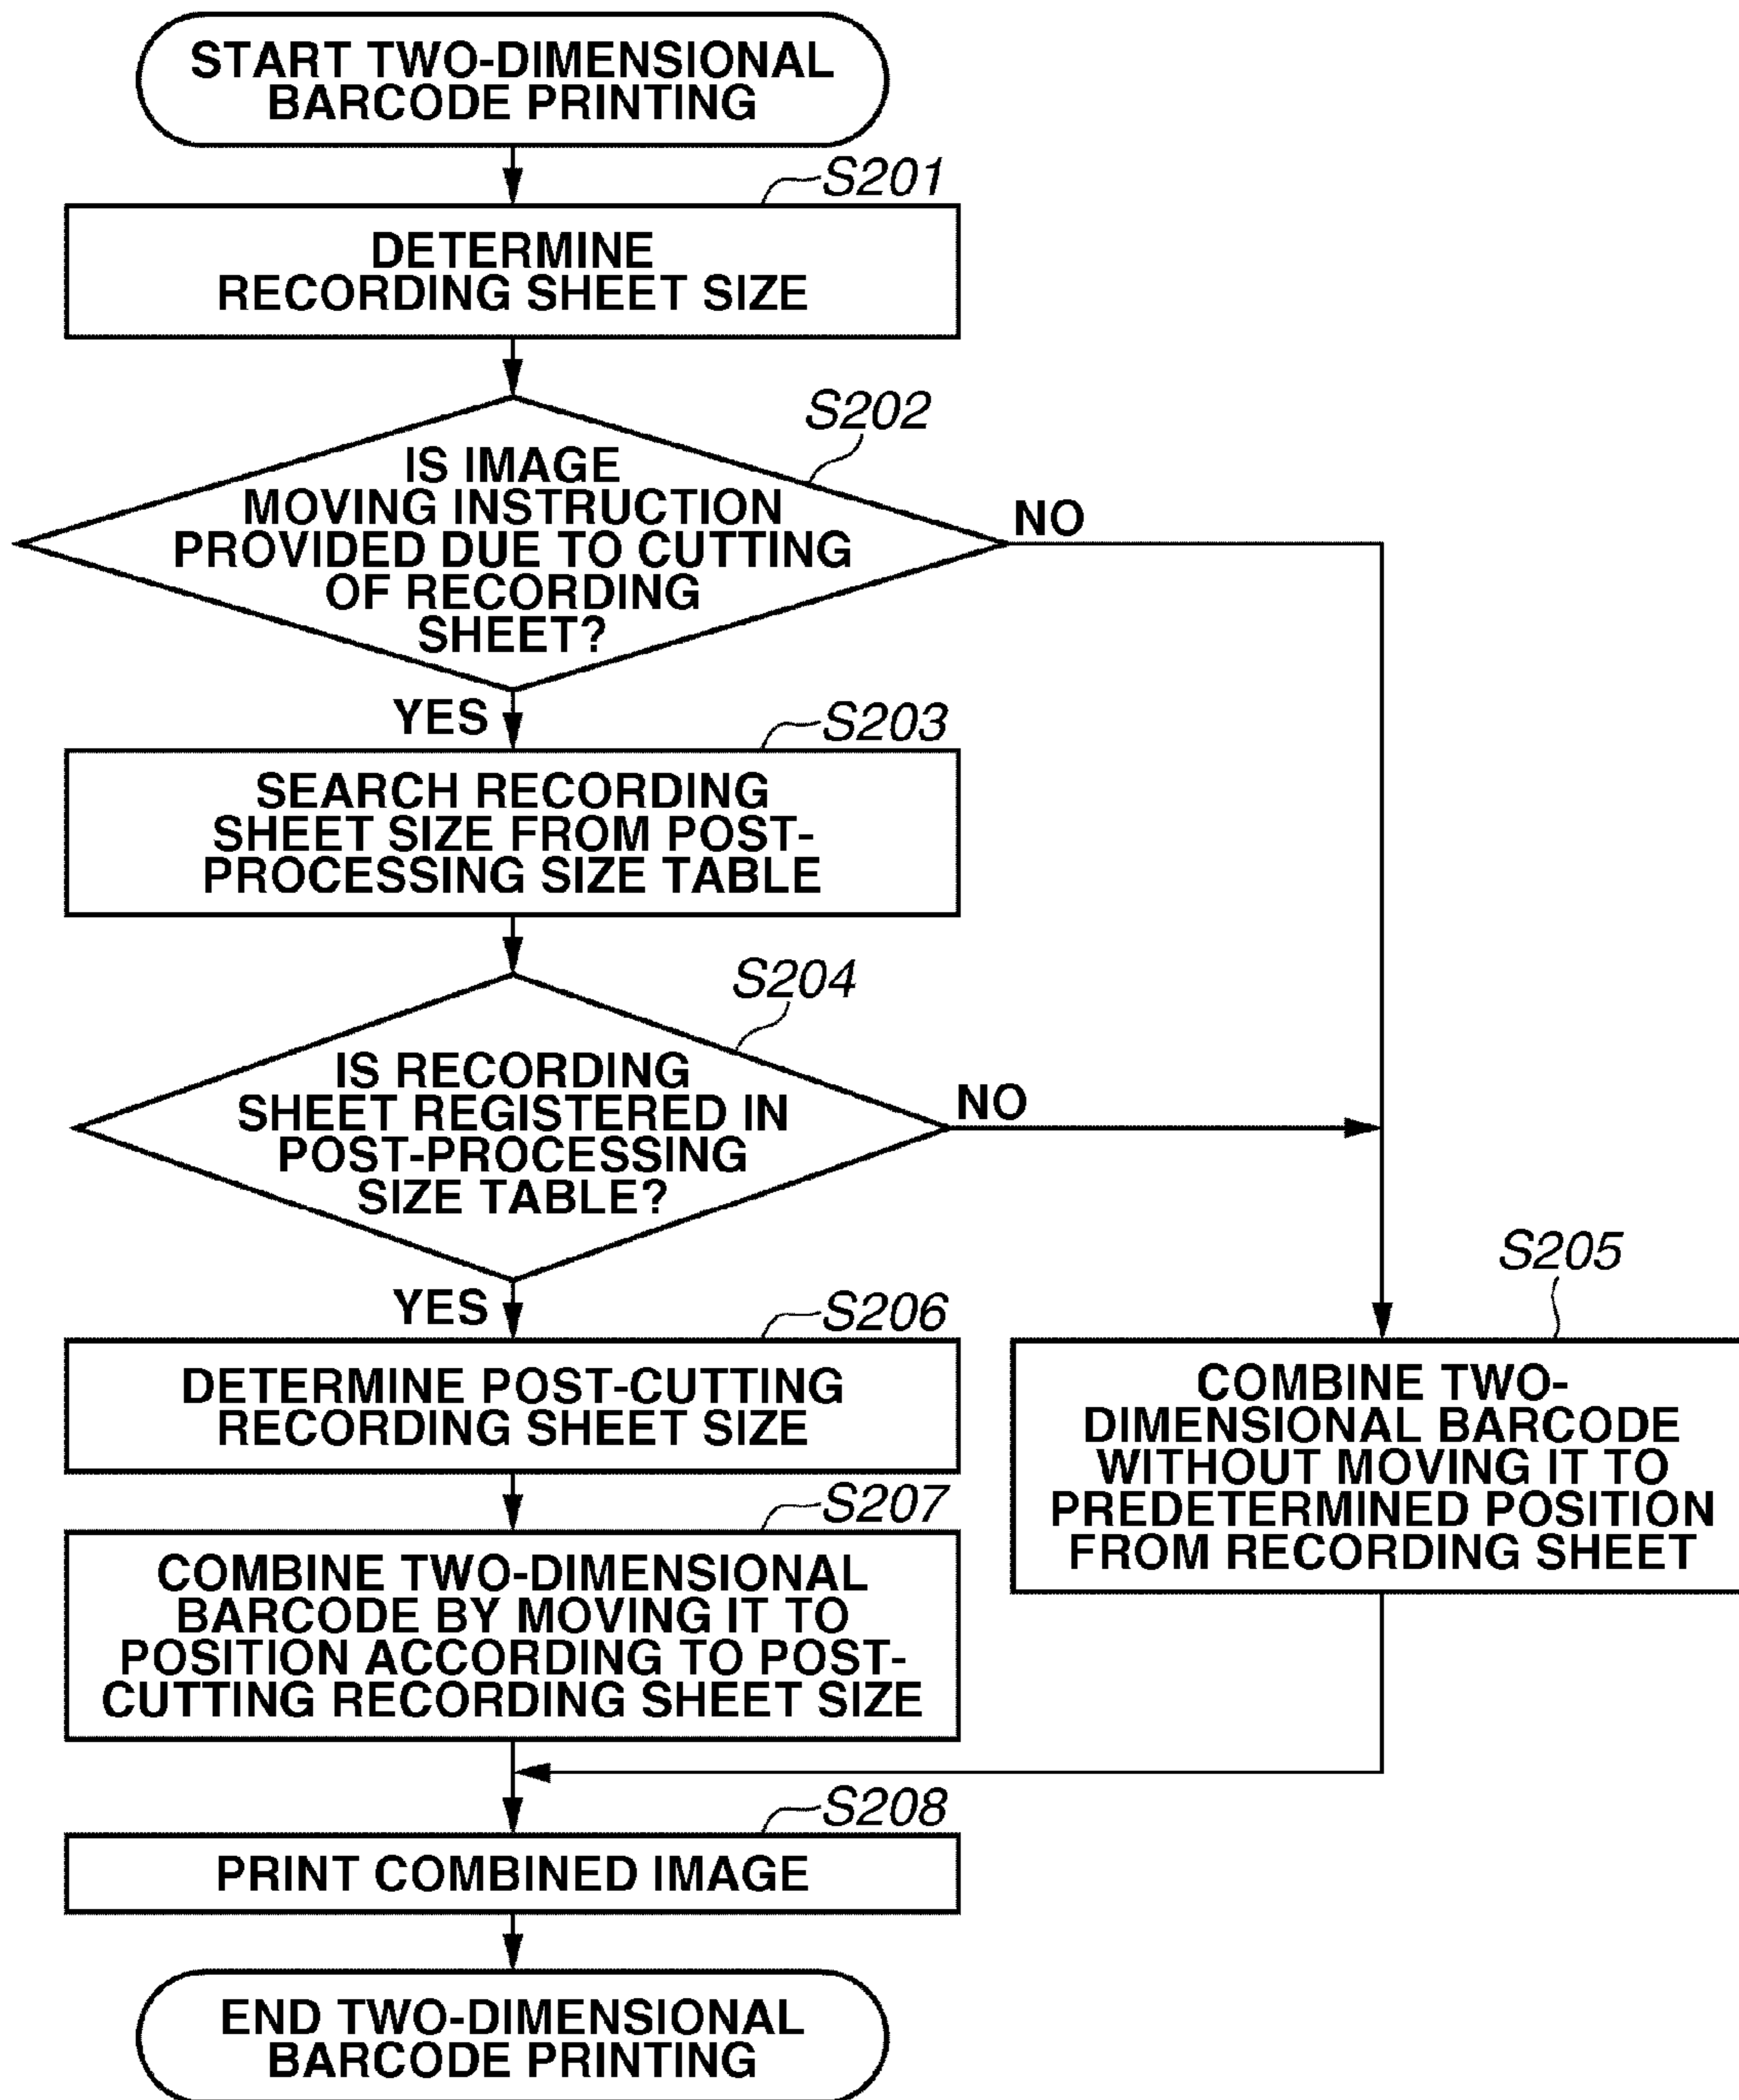 START TWO-DIMENSIONAL
BARCODE PRINTING
S201
DETERMINE
RECORDING SHEET SIZE
S202
IS IMAGE
MOVING INSTRUCTION
PROVIDED DUE TO CUTTING
OF RECORDING
SHEET?
NO
YES
S203
SEARCH RECORDING
SHEET SIZE FROM POST-
PROCESSING SIZE TABLE
S204
IS RECORDING
SHEET REGISTERED IN
POST-PROCESSING
SIZE TABLE?
NO
YES
S205
COMBINE TWO-
DIMENSIONAL BARCODE
WITHOUT MOVING IT TO
PREDETERMINED POSITION
FROM RECORDING SHEET
S206
DETERMINE POST-CUTTING
RECORDING SHEET SIZE
S207
COMBINE TWO-DIMENSIONAL
BARCODE BY MOVING IT TO
POSITION ACCORDING TO POST-
CUTTING RECORDING SHEET SIZE
S208
PRINT COMBINED IMAGE
END TWO-DIMENSIONAL
BARCODE PRINTING